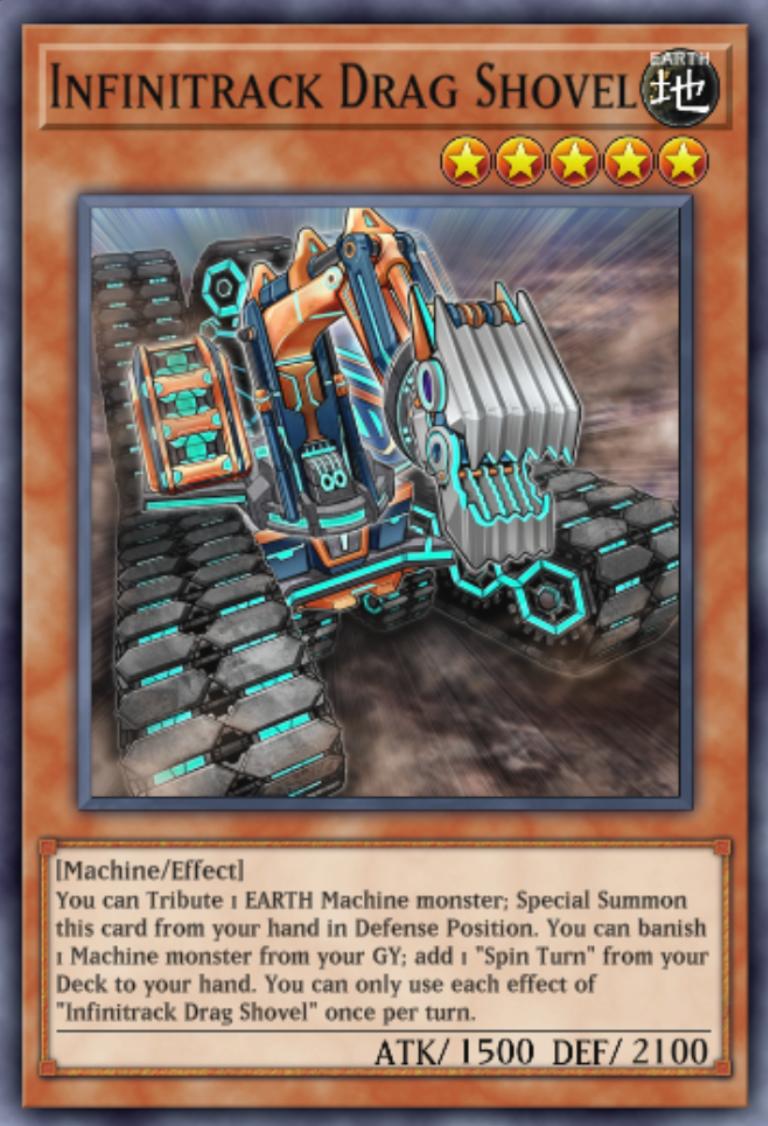 Infinitrack Drag Shovel
EARTH
地
[Machine/Effect]
You can Tribute 1 EARTH Machine monster; Special Summon
this card from your hand in Defense Position. You can banish
1 Machine monster from your GY; add 1 "Spin Turn" from your
Deck to your hand. You can only use each effect of
"Infinitrack Drag Shovel" once per turn.
ATK/ 1500 DEF/ 2100